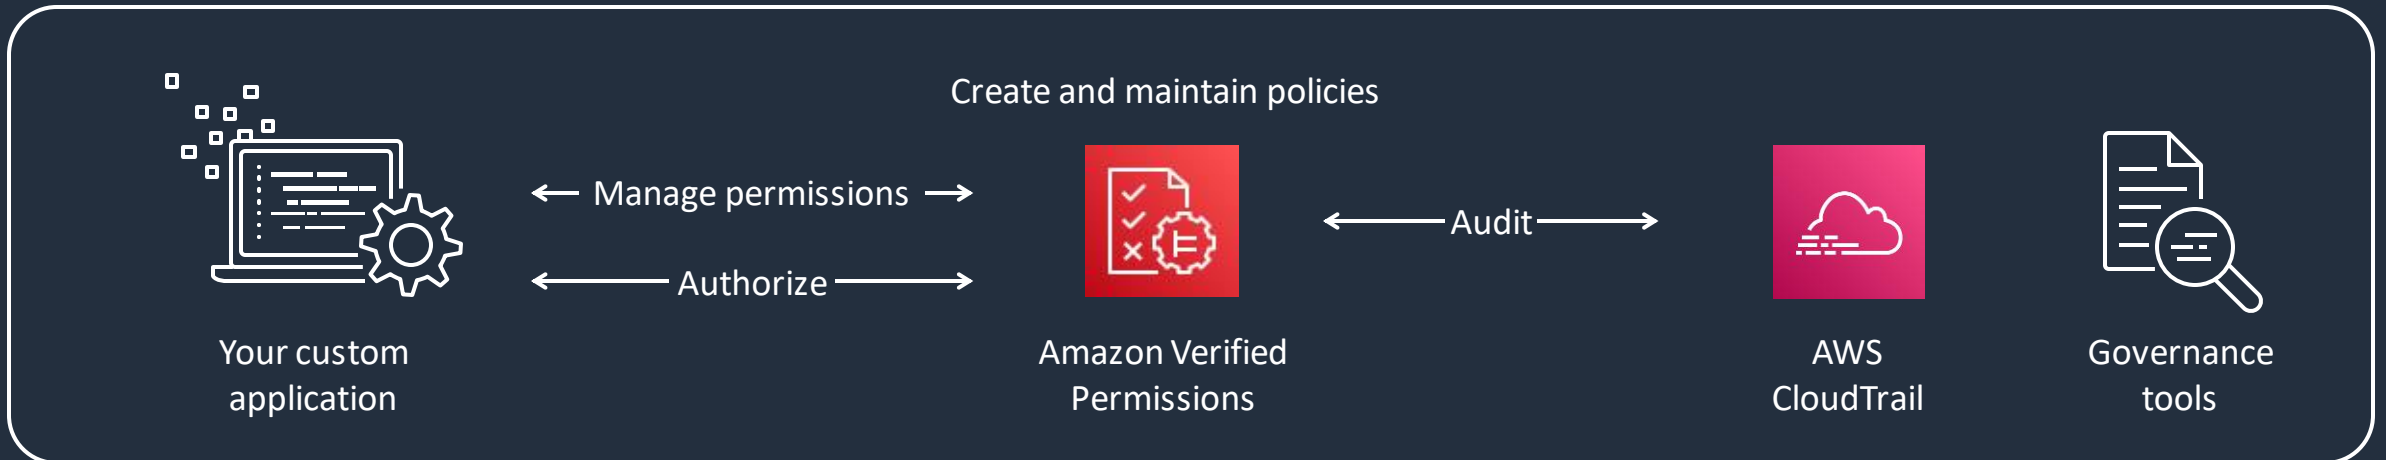 Create and maintain policies
Manage permissions
Audit
Authorize
Your custom
application
Amazon Verified
Permissions
AWS
CloudTrail
Governance
tools